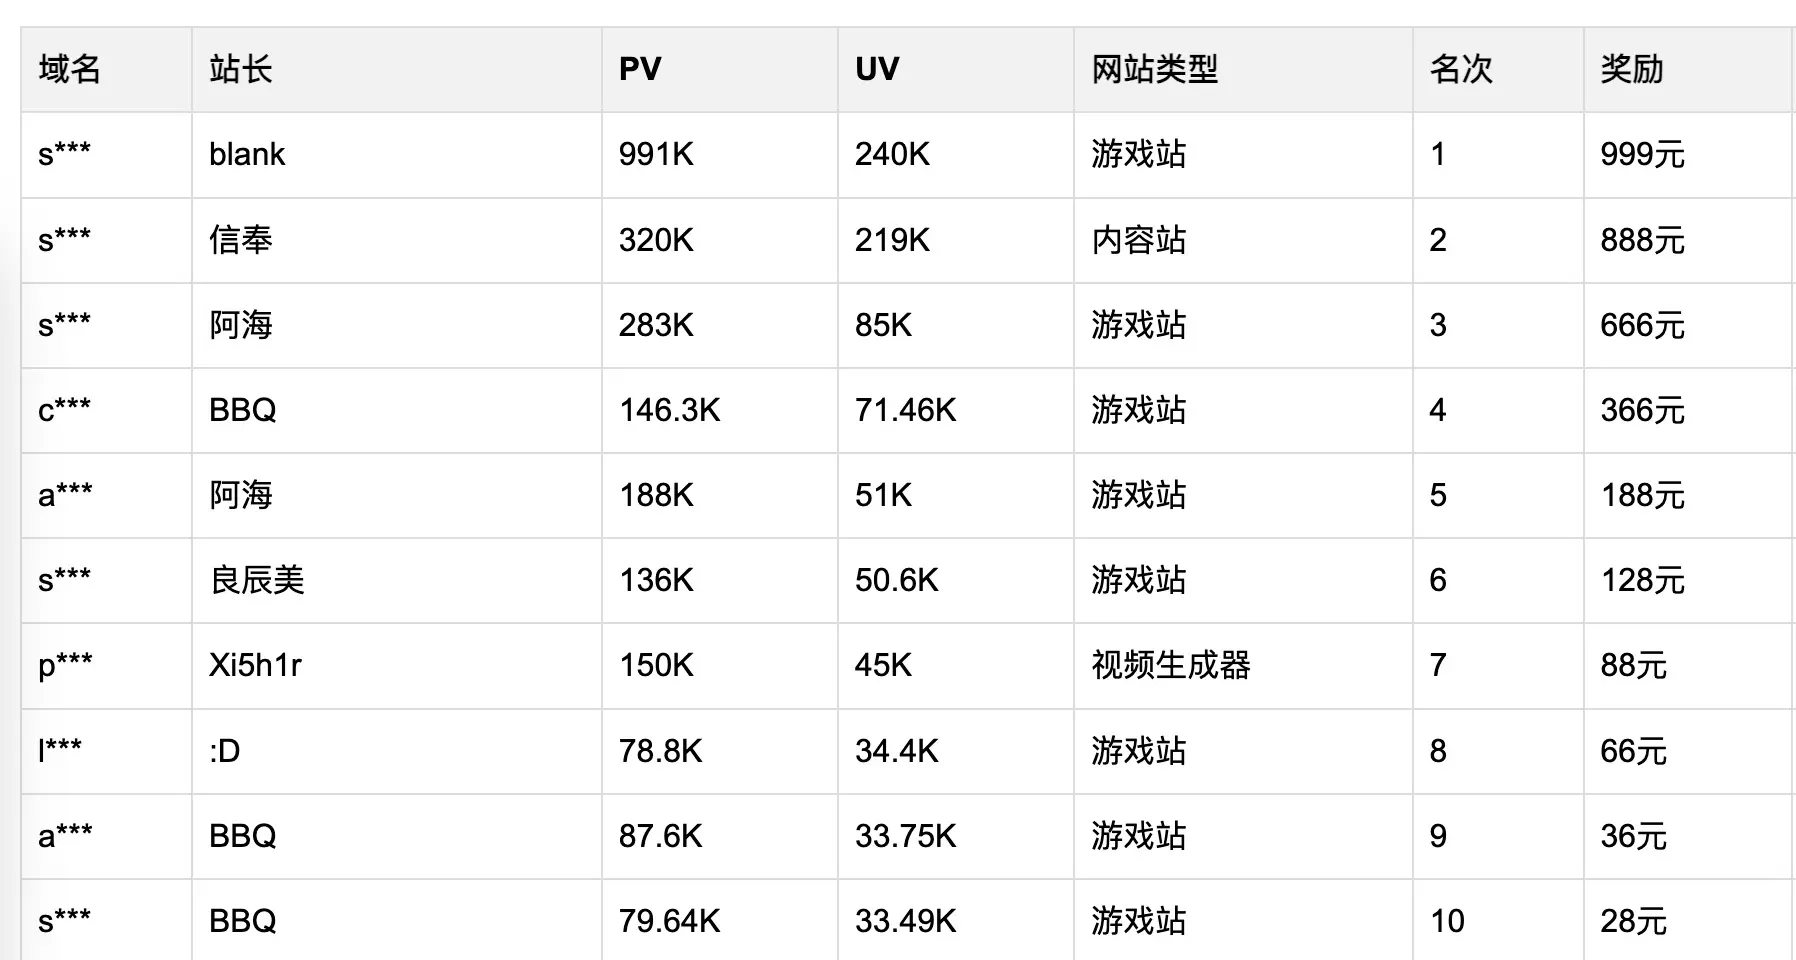 域名 站长 PV UV 网站类型 名次 奖励
s*** blank 991K 240K 游戏站 1 999元
s*** 信奉 320K 219K 内容站 2 888元
s*** 阿海 283K 85K 游戏站 3 666元
c*** BBQ 146.3K 71.46K 游戏站 4 366元
a*** 阿海 188K 51K 游戏站 5 188元
s*** 良辰美 136K 50.6K 游戏站 6 128元
p*** Xi5h1r 150K 45K 视频生成器 7 88元
l*** :D 78.8K 34.4K 游戏站 8 66元
a*** BBQ 87.6K 33.75K 游戏站 9 36元
s*** BBQ 79.64K 33.49K 游戏站 10 28元